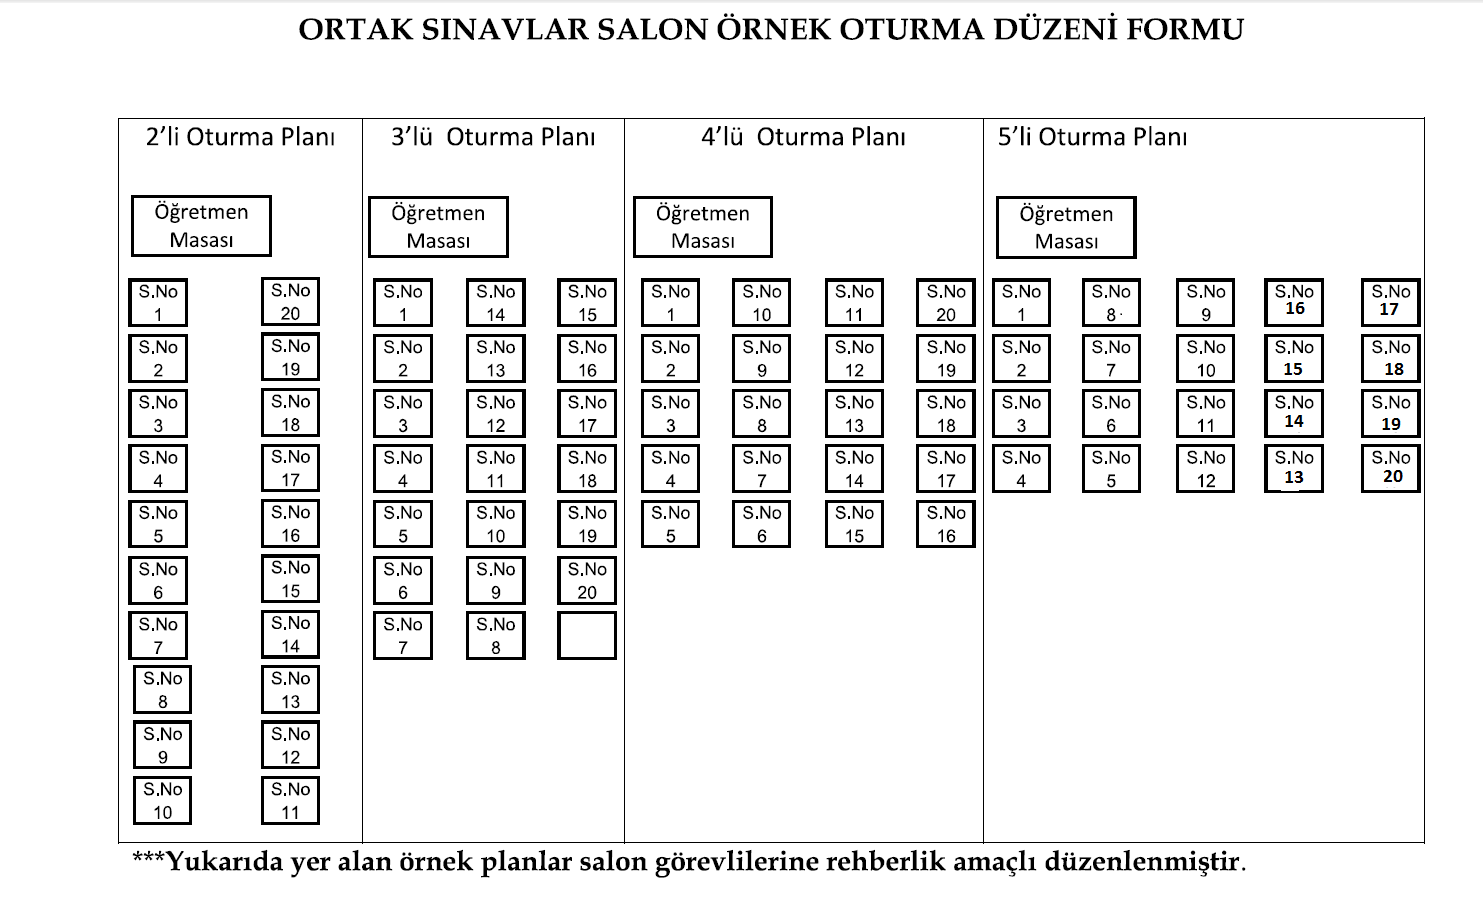 ORTAK SINAVLAR SALON ÖRNEK OTURMA DÜZENİ FORMU
2’li Oturma Planı
Öğretmen
Masası
S.No
1
S.No
20
S.No
2
S.No
19
S.No
3
S.No
18
S.No
4
S.No
17
S.No
5
S.No
16
S.No
6
S.No
15
S.No
7
S.No
14
S.No
8
S.No
13
S.No
9
S.No
12
S.No
10
S.No
11
3’lü Oturma Planı
Öğretmen
Masası
S.No S.No S.No
1 14 15
S.No S.No S.No
2 13 16
S.No S.No S.No
3 12 17
S.No S.No S.No
4 11 18
S.No S.No S.No
5 10 19
S.No S.No S.No
6 9 20
S.No S.No
7 8
4’lü Oturma Planı
Öğretmen
Masası
S.No S.No S.No S.No
1 10 11 20
S.No S.No S.No S.No
2 9 12 19
S.No S.No S.No S.No
3 8 13 18
S.No S.No S.No S.No
4 7 14 17
S.No S.No S.No S.No
5 6 15 16
5’li Oturma Planı
Öğretmen
Masası
S.No S.No S.No S.No S.No
1 8 9 16 17
S.No S.No S.No S.No S.No
2 7 10 15 18
S.No S.No S.No S.No S.No
3 6 11 14 19
S.No S.No S.No S.No S.No
4 5 12 13 20
***Yukarıda yer alan örnek planlar salon görevlilerine rehberlik amaçlı düzenlenmiştir.